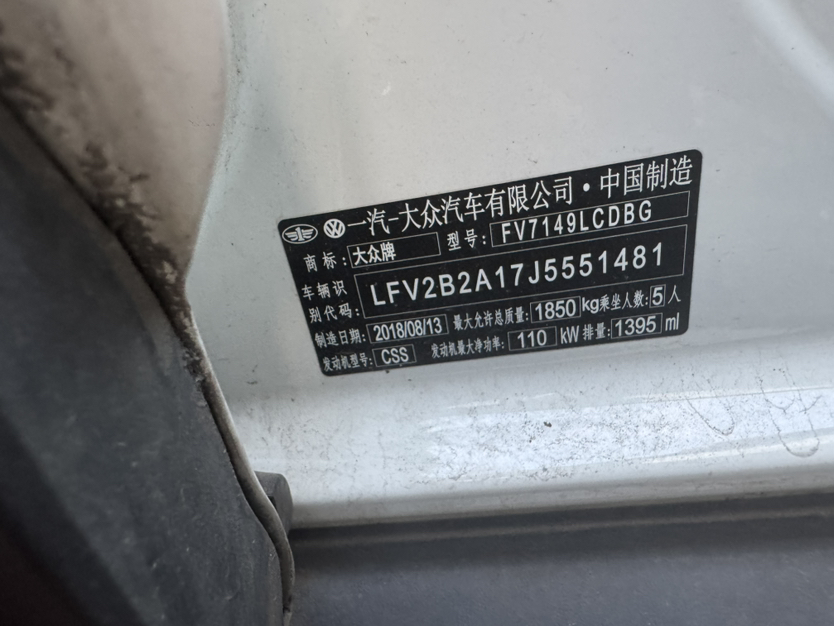 一汽-大众汽车有限公司·中国制造
商标: 大众牌 型号: FV7149LCDBG
车辆识别代码: LFV2B2A17J5551481
制造日期: 2018/08/13 最大允许总质量: 1850 kg 乘坐人数: 5 人
发动机型号: CSS 发动机最大净功率: 110 kW 排量: 1395 ml